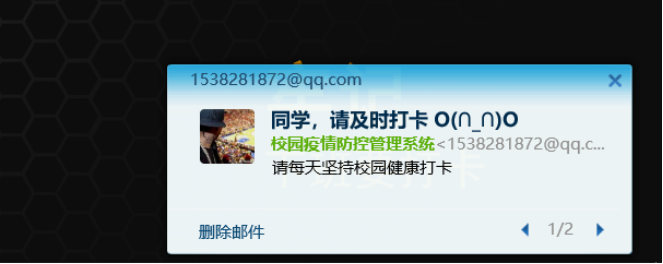 1538281872@qq.com
同学，请及时打卡 O(∩_∩)O
校园疫情防控管理系统<1538281872@qq.c...
请每天坚持校园健康打卡
删除邮件
1/2